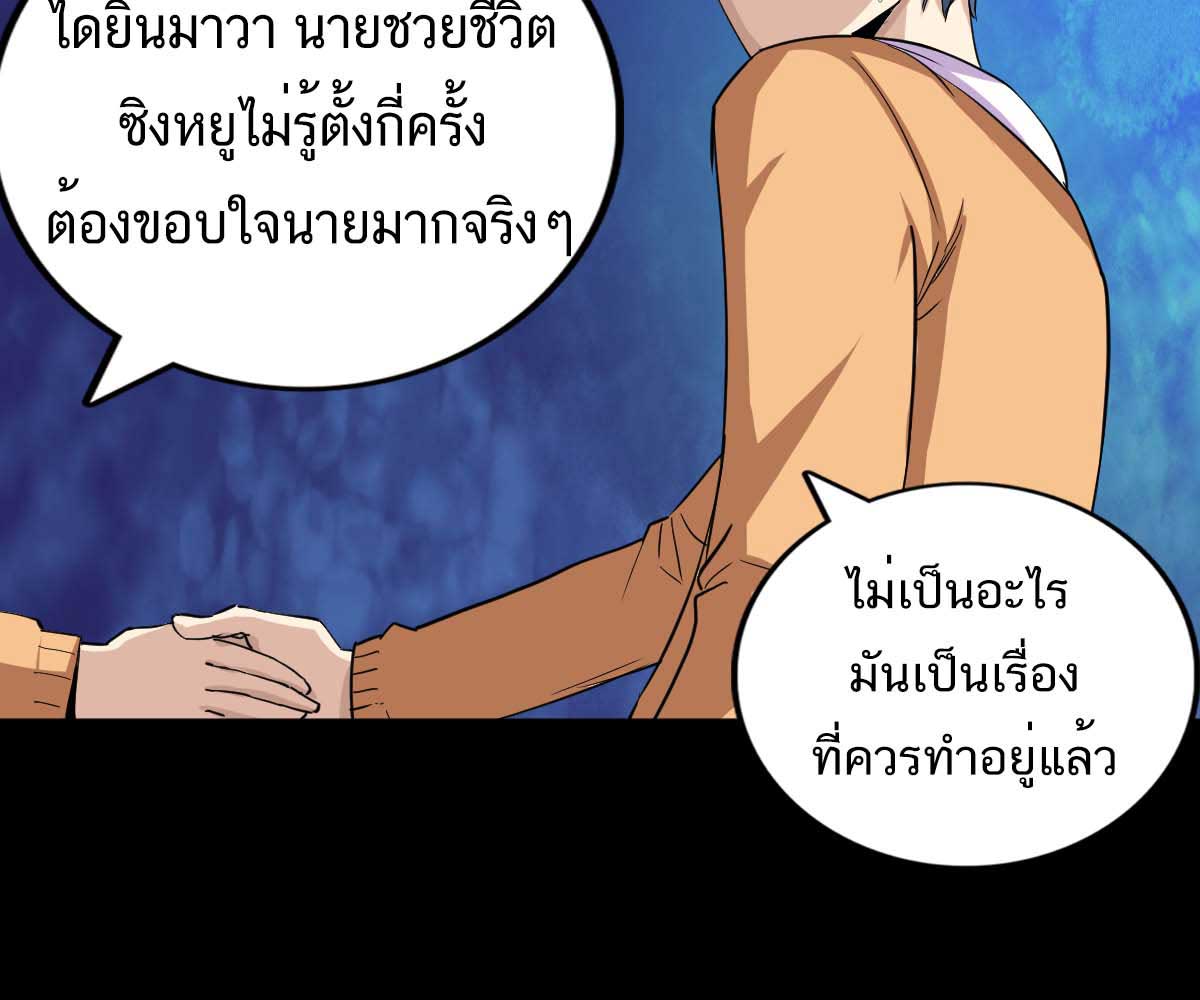 ได้ยินมาว่า นายช่วยชีวิต
ซิงหยูไม่รู้ตั้งกี่ครั้ง
ต้องขอบใจนายมากจริงๆ
ไม่เป็นอะไร
มันเป็นเรื่อง
ที่ควรทำอยู่แล้ว